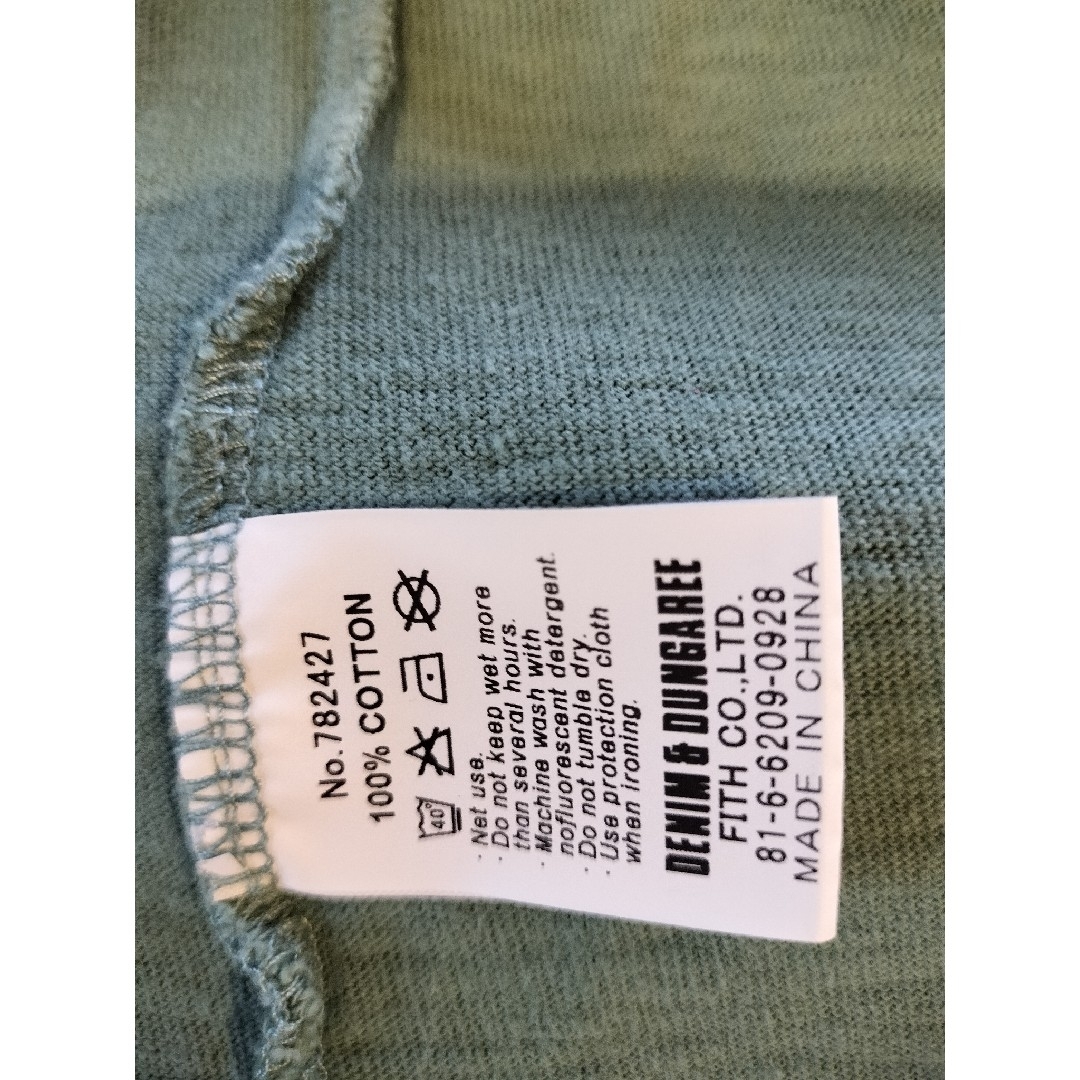 No.782427
100% COTTON
40°
· Net use.
· Do not keep wet more
than several hours.
· Machine wash with
nofluorescent detargent.
· Do not tumble dry.
· Use protection cloth
when ironing.
DENIM & DUNGAREE
FITH CO.,LTD.
81-6-6209-0928
MADE IN CHINA